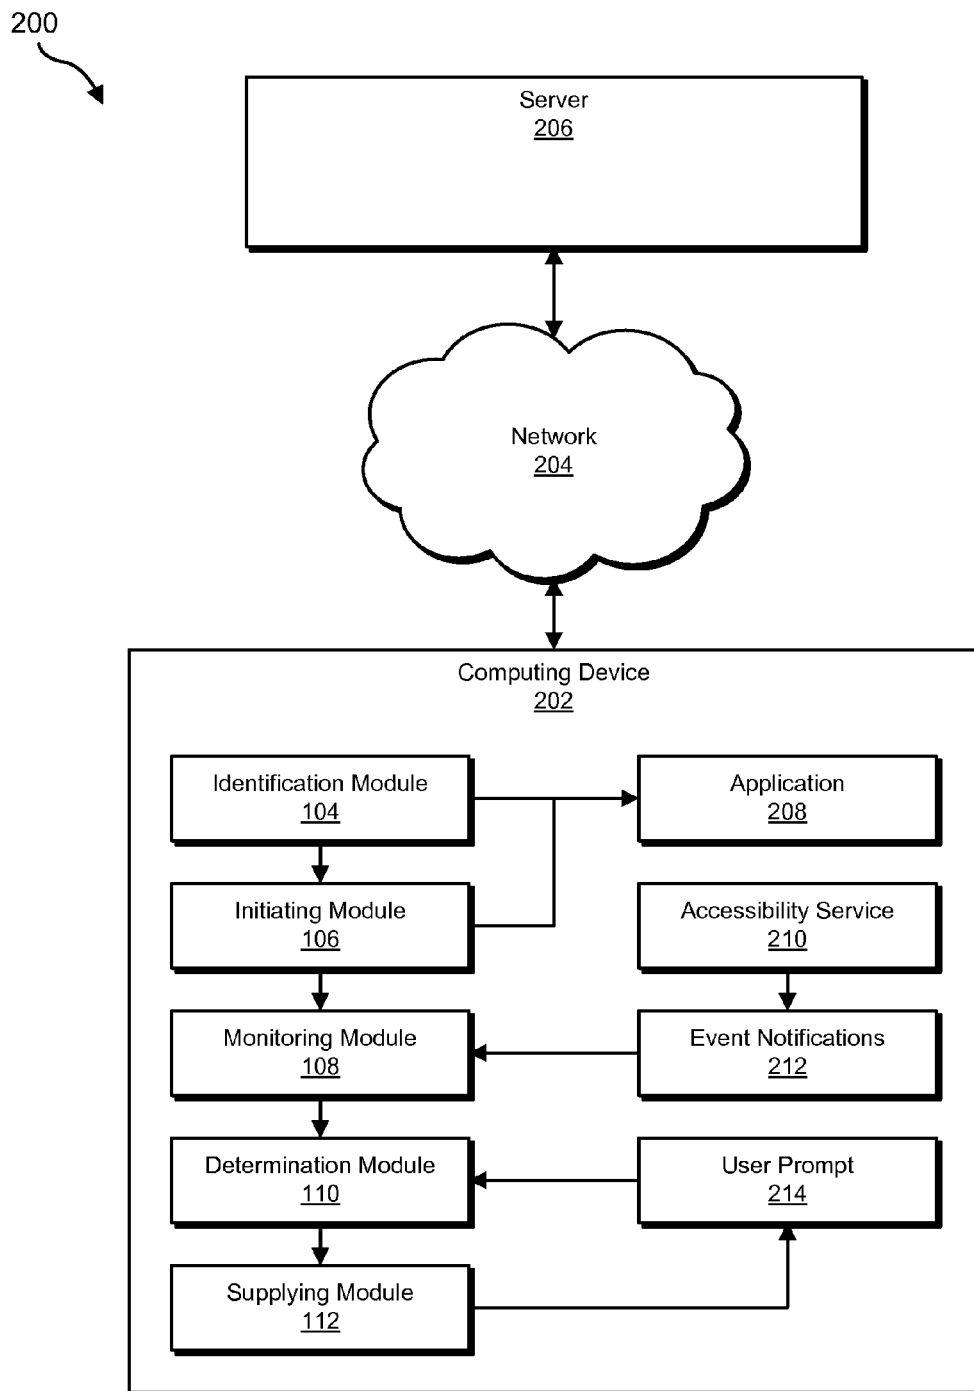 200
Server
206
Network
204
Computing Device
202
Identification Module
104
Application
208
Initiating Module
106
Accessibility Service
210
Monitoring Module
108
Event Notifications
212
Determination Module
110
User Prompt
214
Supplying Module
112